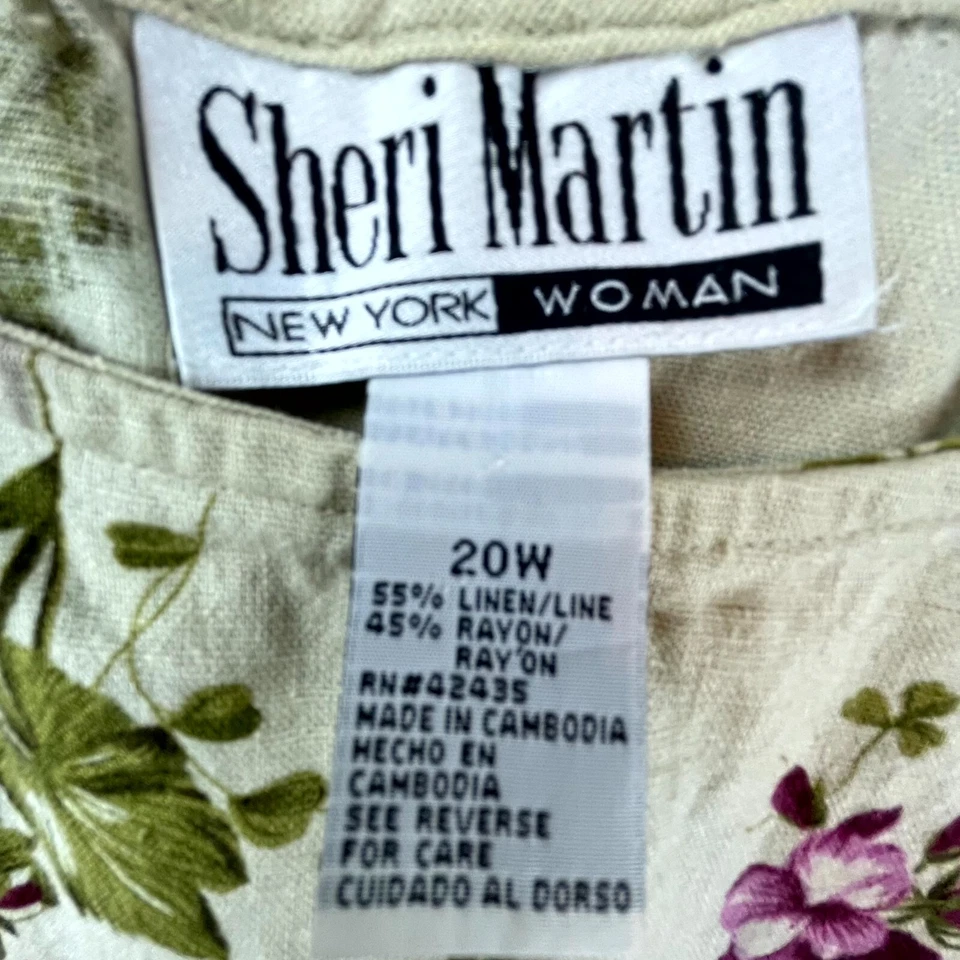 Sheri Martin
NEW YORK WOMAN
20W
55% LINEN/LINE
45% RAYON/
RAY'ON
RN#42435
MADE IN CAMBODIA
HECHO EN
CAMBODIA
SEE REVERSE
FOR CARE
CUIDADO AL DORSO